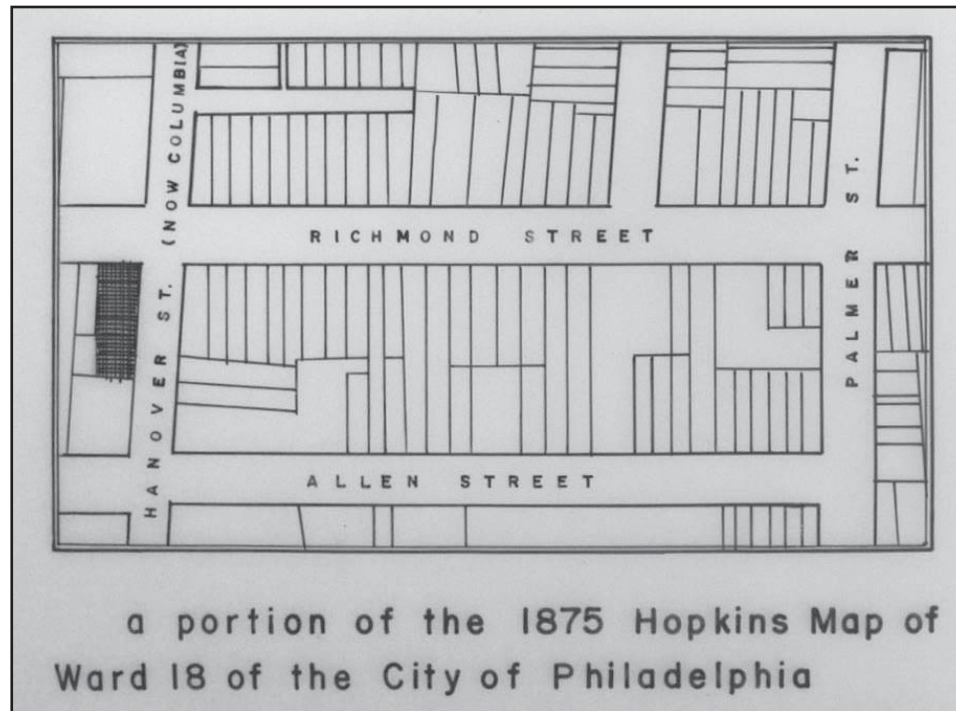 HANOVER ST. (NOW COLUMBIA)
RICHMOND STREET
PALMER ST.
ALLEN STREET
a portion of the 1875 Hopkins Map of
Ward 18 of the City of Philadelphia